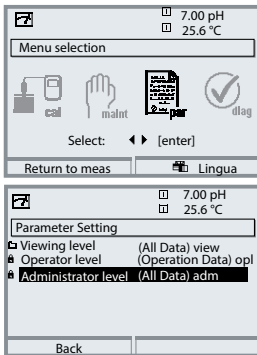 7.00 pH
25.6 °C
Menu selection
cal
maint
par
diag
Select: [enter]
Return to meas
Lingua
7.00 pH
25.6 °C
Parameter Setting
Viewing level (All Data) view
Operator level (Operation Data) opl
Administrator level (All Data) adm
Back